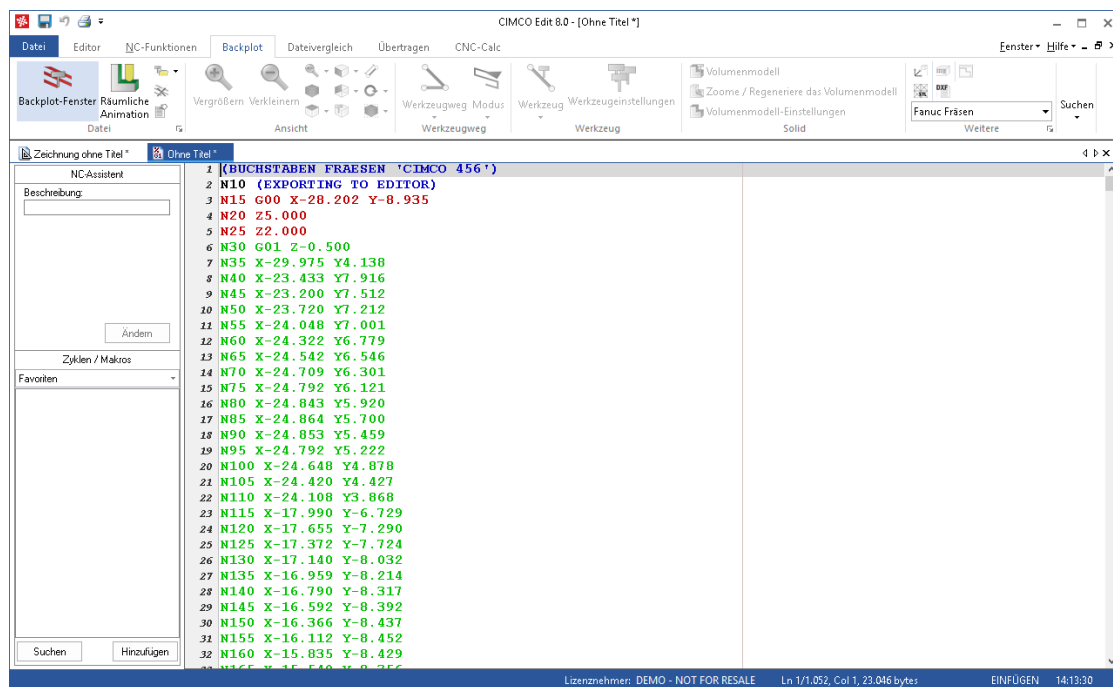 CIMCO Edit 8.0 - [Ohne Titel *]
Datei Editor NC-Funktionen Backplot Dateivergleich Übertragen CNC-Calc Fenster Hilfe
Backplot-Fenster Räumliche Animation
Vergrößern Verkleinern
Werkzeugweg Modus
Werkzeug Werkzeugeinstellungen
Volumenmodell
Zoome / Regeneriere das Volumenmodell
Volumenmodell-Einstellungen
DXF
Fanuc Fräsen
Suchen
Datei Ansicht Werkzeugweg Werkzeug Solid Weitere
Zeichnung ohne Titel * Ohne Titel *
NC-Assistent
Beschreibung:
Ändern
Zyklen / Makros
Favoriten
Suchen Hinzufügen
1 (BUCHSTABEN FRAESEN 'CIMCO 456')
2 N10 (EXPORTING TO EDITOR)
3 N15 G00 X-28.202 Y-8.935
4 N20 Z5.000
5 N25 Z2.000
6 N30 G01 Z-0.500
7 N35 X-29.975 Y4.138
8 N40 X-23.433 Y7.916
9 N45 X-23.200 Y7.512
10 N50 X-23.720 Y7.212
11 N55 X-24.048 Y7.001
12 N60 X-24.322 Y6.779
13 N65 X-24.542 Y6.546
14 N70 X-24.709 Y6.301
15 N75 X-24.792 Y6.121
16 N80 X-24.843 Y5.920
17 N85 X-24.864 Y5.700
18 N90 X-24.853 Y5.459
19 N95 X-24.792 Y5.222
20 N100 X-24.648 Y4.878
21 N105 X-24.420 Y4.427
22 N110 X-24.108 Y3.868
23 N115 X-17.990 Y-6.729
24 N120 X-17.655 Y-7.290
25 N125 X-17.372 Y-7.724
26 N130 X-17.140 Y-8.032
27 N135 X-16.959 Y-8.214
28 N140 X-16.790 Y-8.317
29 N145 X-16.592 Y-8.392
30 N150 X-16.366 Y-8.437
31 N155 X-16.112 Y-8.452
32 N160 X-15.835 Y-8.429
Lizenznehmer: DEMO - NOT FOR RESALE Ln 1/1.052, Col 1, 23.046 bytes EINFÜGEN 14:13:30